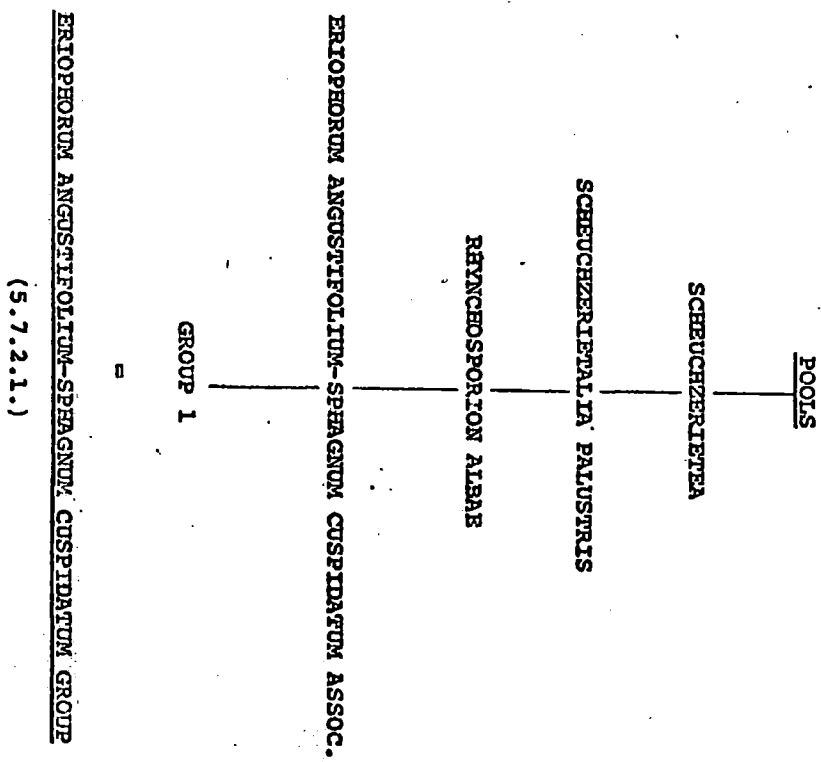 POOLS
SCHEUCHZERIETEA
SCHEUCHZERIETALIA PALUSTRIS
RHYNCHOSPORION ALBAE
ERIOPHORUM ANGUSTIFOLIUM-SPHAGNUM CUSPIDATUM ASSOC.
GROUP 1
=
ERIOPHORUM ANGUSTIFOLIUM-SPHAGNUM CUSPIDATUM GROUP
(5.7.2.1.)